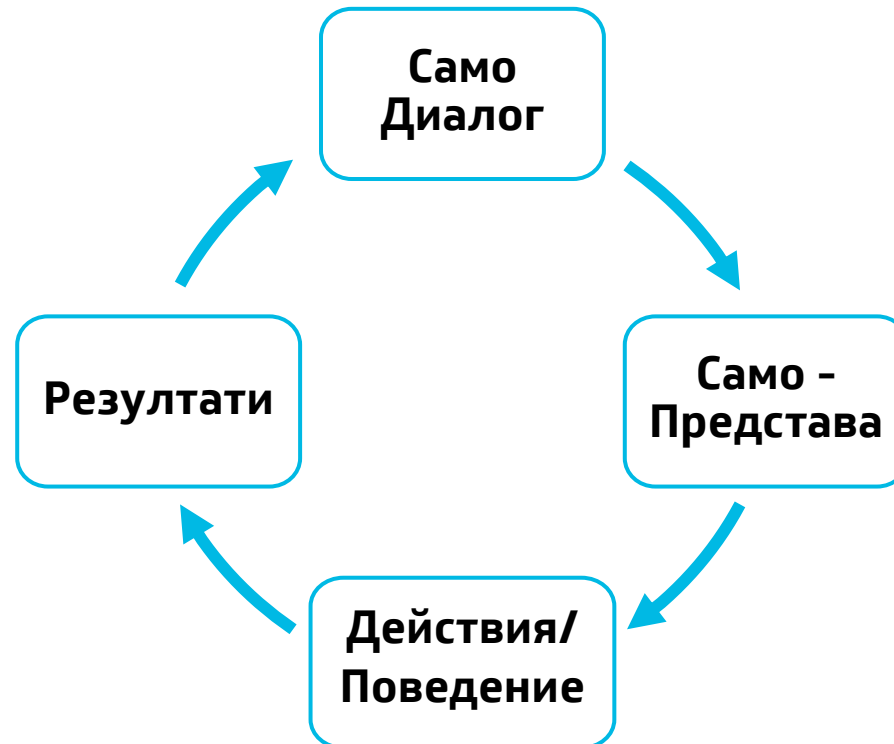 Само
Диалог
Само -
Представа
Действия/
Поведение
Резултати